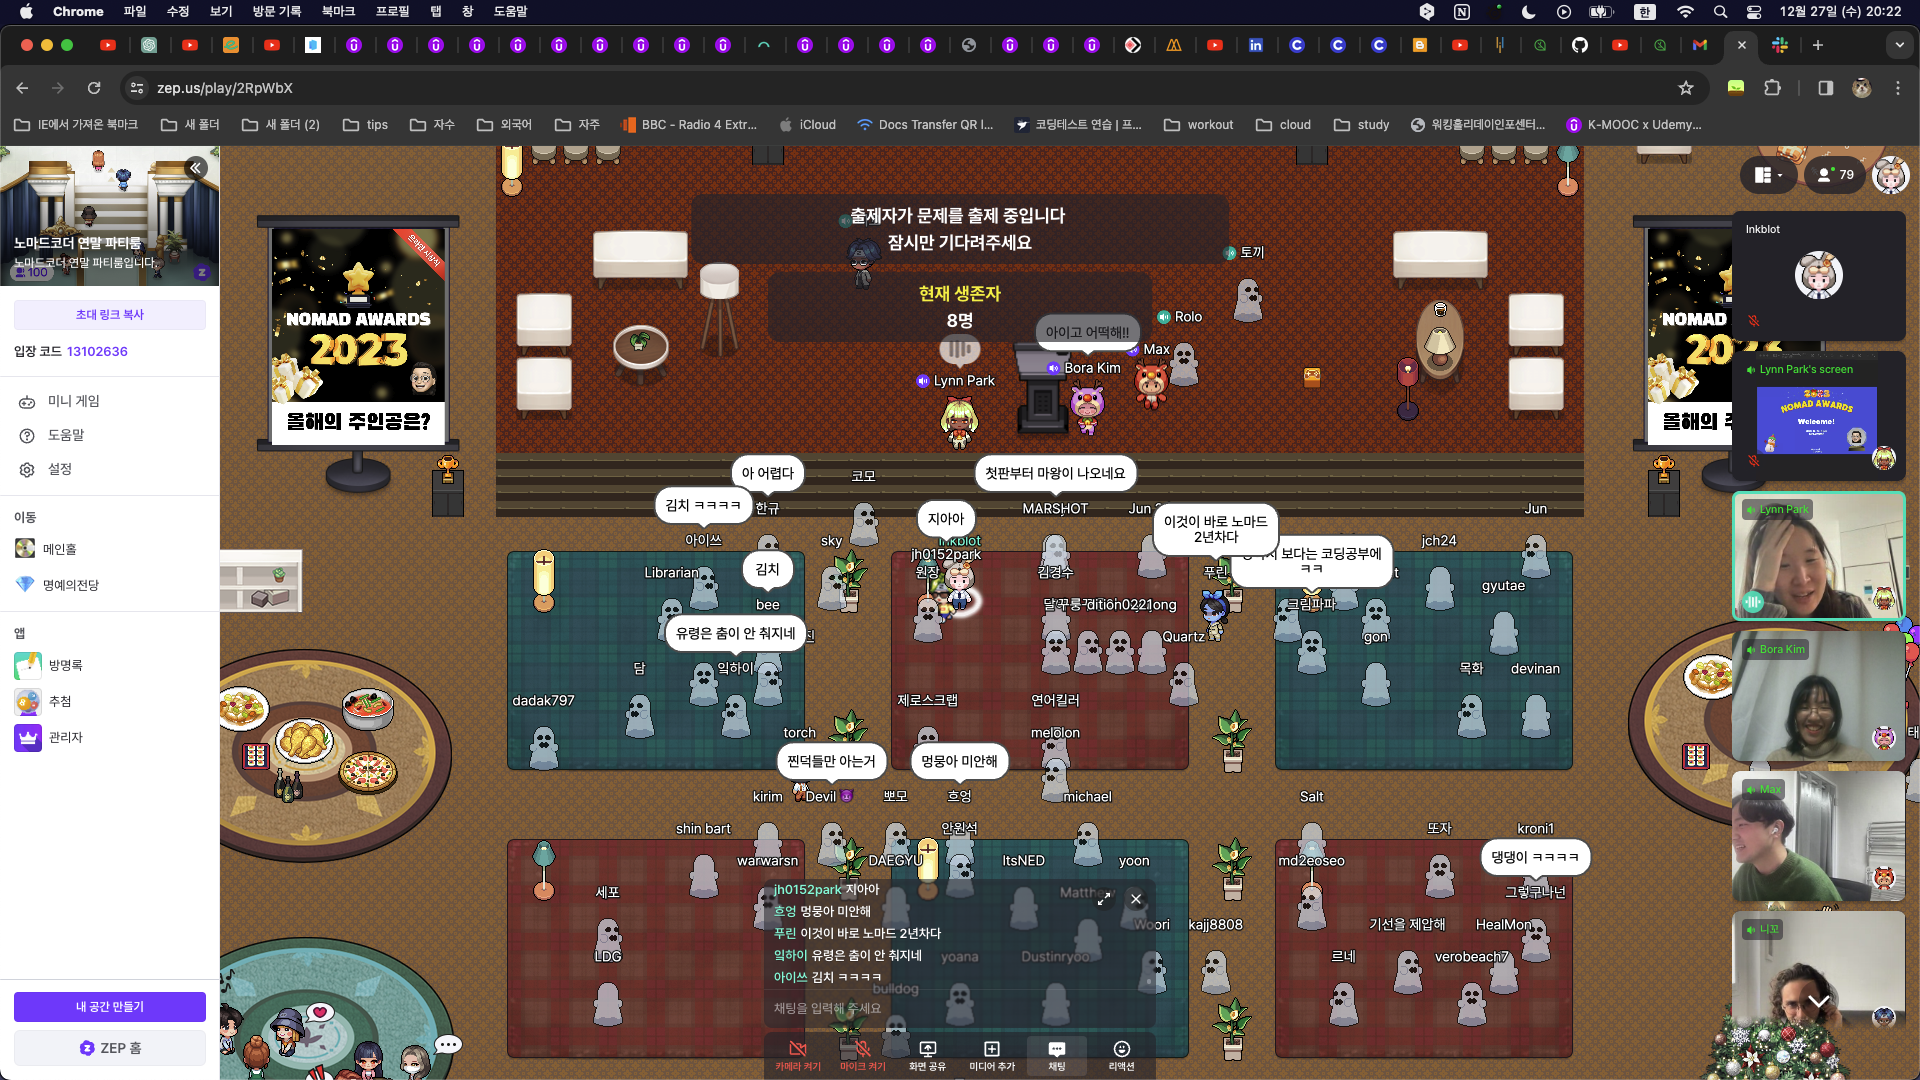 Chrome 파일 수정 보기 방문 기록 북마크 프로필 탭 창 도움말
한 12월 27일 (수) 20:22
zep.us/play/2RpWbX
IE에서 가져온 북마크 새 폴더 새 폴더 (2) tips 자수 외국어 자주 BBC - Radio 4 Extr... iCloud Docs Transfer QR I... 코딩테스트 연습 | 프... workout cloud study 워킹홀리데이인포센터... K-MOOC x Udemy...
노마드코더 연말 파티룸
노마드코더 연말 파티룸입니다.
100
초대 링크 복사
입장 코드 13102636
미니 게임
도움말
설정
이동
메인홀
명예의전당
앱
방명록
추첨
관리자
내 공간 만들기
ZEP 홈
온라인 시상식
NOMAD AWARDS
2023
올해의 주인공은?
출제자가 문제를 출제 중입니다
잠시만 기다려주세요
현재 생존자
8명
토끼
Rolo
아이고 어떡해!!
Max
Bora Kim
Lynn Park
아 어렵다
코모
첫판부터 마왕이 나오네요
김치 ㅋㅋㅋㅋ
한규
지아아
MARSHOT
Jun
이것이 바로 노마드
2년차다
Jun
아이쓰
sky
Inkblot
jh0152park
보다는 코딩공부에
ㅋㅋ
jch24
Librarian
김치
원장
김경수
푸린
gyutae
bee
크림파파
유령은 춤이 안 춰지네
Quartz
gon
담
잌하이
목화
devinan
dadak797
제로스크랩
연어킬러
torch
melolon
찐덕들만 아는거
멍뭉아 미안해
kirim
Devil
뽀모
흐엉
michael
Salt
shin bart
안원석
또자
kroni1
warwarsn
DAEGYU
ItsNED
yoon
md2eoseo
댕댕이 ㅋㅋㅋㅋ
세포
그렇구나넌
kajj8808
기선을 제압해
HealMon
LDG
yoana
Dustinryoo
르네
verobeach7
bulldog
jh0152park 지아아
흐엉 멍뭉아 미안해
푸린 이것이 바로 노마드 2년차다
잌하이 유령은 춤이 안 춰지네
아이쓰 김치 ㅋㅋㅋㅋ
채팅을 입력해 주세요
카메라 켜기 마이크 켜기 화면 공유 미디어 추가 채팅 리액션
79
Inkblot
Lynn Park's screen
NOMAD AWARDS
Welcome!
Lynn Park
Bora Kim
Max
니꼬